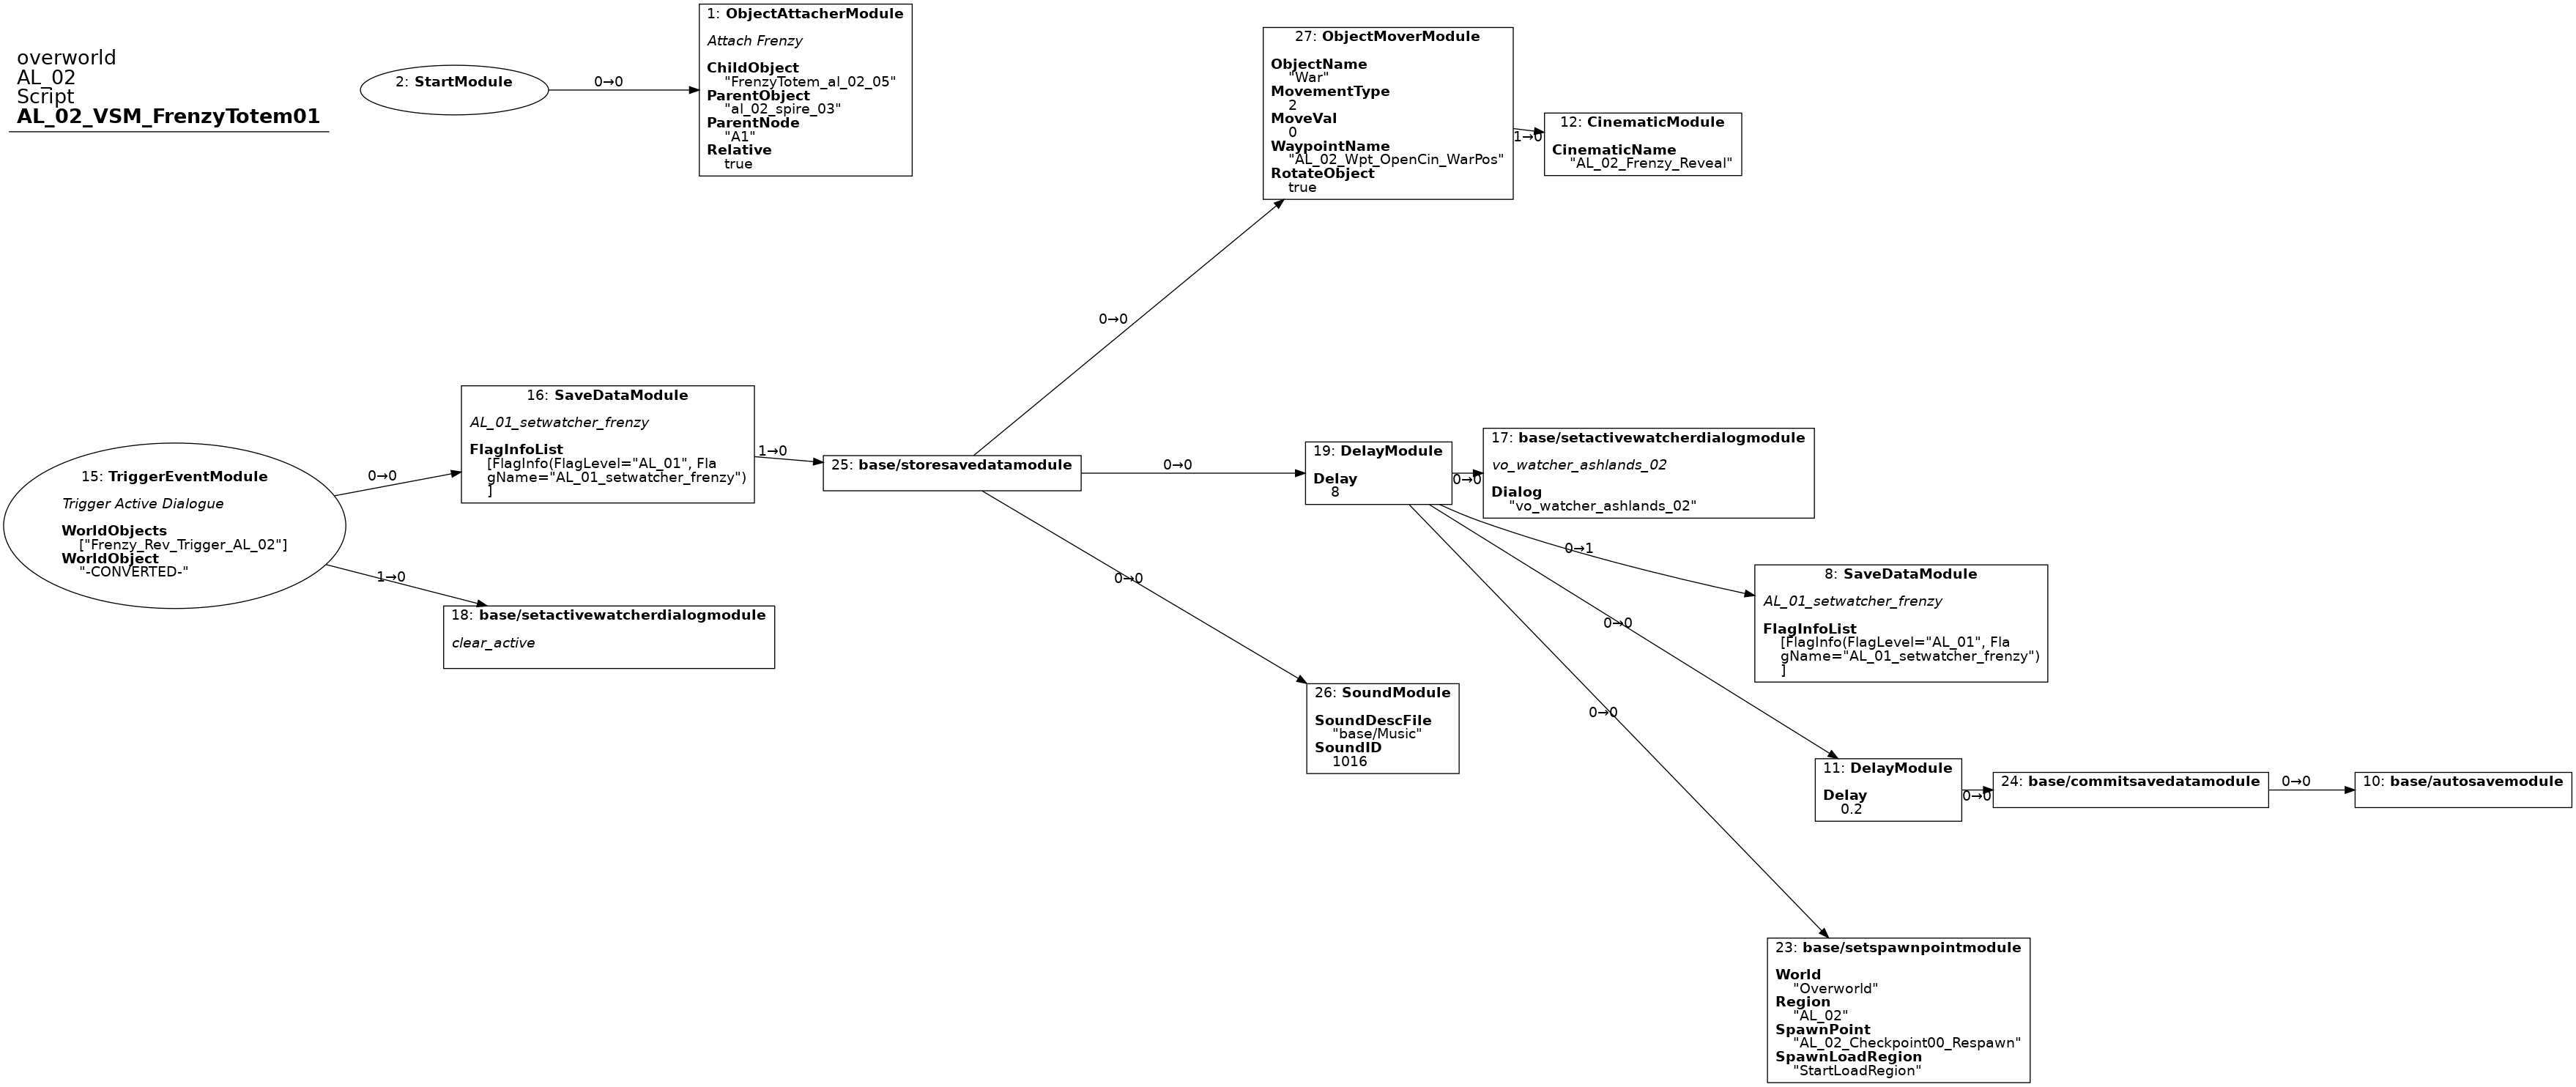 overworld
AL_02
Script
AL_02_VSM_FrenzyTotem01
2: StartModule
0→0
1: ObjectAttacherModule
Attach Frenzy
ChildObject
"FrenzyTotem_al_02_05"
ParentObject
"al_02_spire_03"
ParentNode
"A1"
Relative
true
27: ObjectMoverModule
ObjectName
"War"
MovementType
2
MoveVal
0
WaypointName
"AL_02_Wpt_OpenCin_WarPos"
RotateObject
true
1→0
12: CinematicModule
CinematicName
"AL_02_Frenzy_Reveal"
0→0
15: TriggerEventModule
Trigger Active Dialogue
WorldObjects
["Frenzy_Rev_Trigger_AL_02"]
WorldObject
"-CONVERTED-"
0→0
1→0
16: SaveDataModule
AL_01_setwatcher_frenzy
FlagInfoList
[FlagInfo(FlagLevel="AL_01", Fla
gName="AL_01_setwatcher_frenzy")
]
1→0
18: base/setactivewatcherdialogmodule
clear_active
25: base/storesavedatamodule
0→0
0→0
19: DelayModule
Delay
8
0→0
17: base/setactivewatcherdialogmodule
vo_watcher_ashlands_02
Dialog
"vo_watcher_ashlands_02"
0→1
8: SaveDataModule
AL_01_setwatcher_frenzy
FlagInfoList
[FlagInfo(FlagLevel="AL_01", Fla
gName="AL_01_setwatcher_frenzy")
]
0→0
0→0
26: SoundModule
SoundDescFile
"base/Music"
SoundID
1016
11: DelayModule
Delay
0.2
0→0
24: base/commitsavedatamodule
0→0
10: base/autosavemodule
23: base/setspawnpointmodule
World
"Overworld"
Region
"AL_02"
SpawnPoint
"AL_02_Checkpoint00_Respawn"
SpawnLoadRegion
"StartLoadRegion"